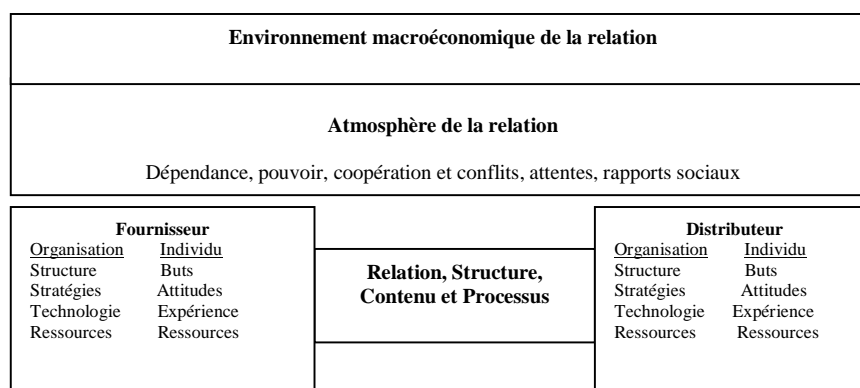 Environnement macroéconomique de la relation
Atmosphère de la relation
Dépendance, pouvoir, coopération et conflits, attentes, rapports sociaux
Fournisseur
Organisation Individu
Structure Buts
Stratégies Attitudes
Technologie Expérience
Ressources Ressources
Relation, Structure,
Contenu et Processus
Distributeur
Organisation Individu
Structure Buts
Stratégies Attitudes
Technologie Expérience
Ressources Ressources